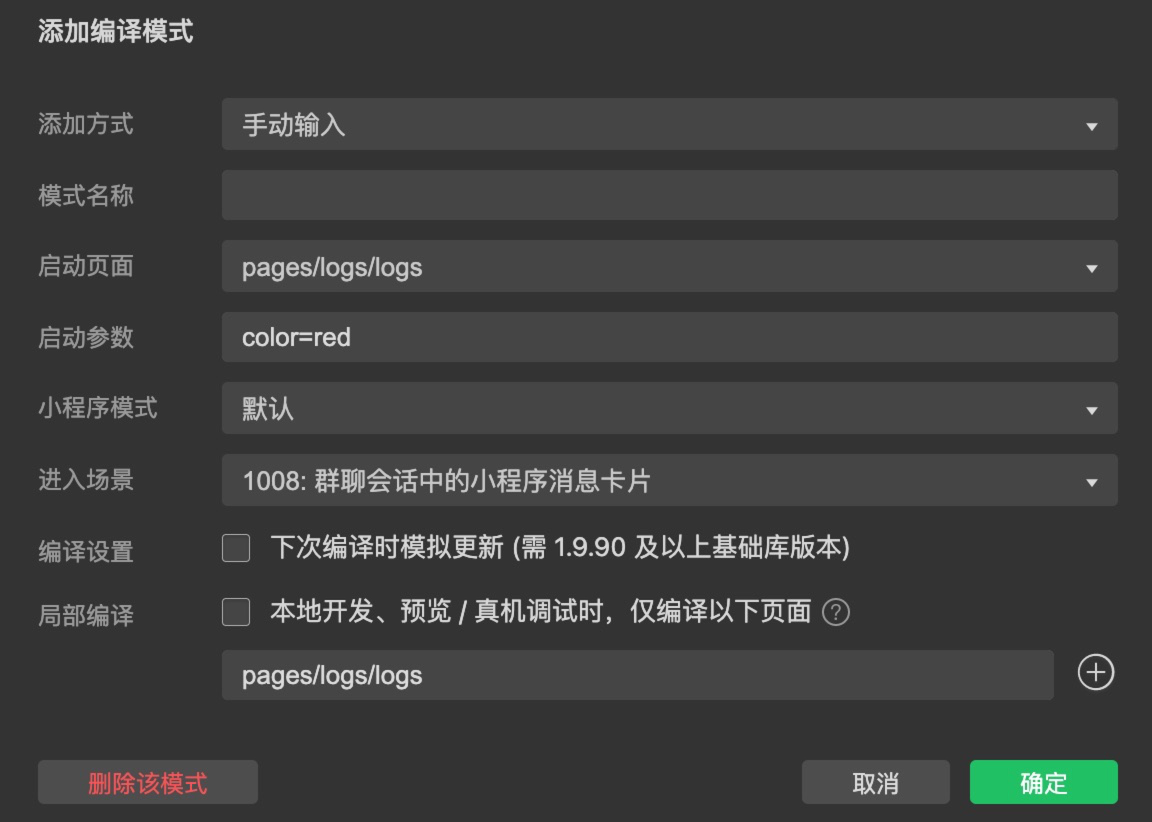 添加编译模式
添加方式 手动输入
模式名称
启动页面 pages/logs/logs
启动参数 color=red
小程序模式 默认
进入场景 1008: 群聊会话中的小程序消息卡片
编译设置 下次编译时模拟更新 (需 1.9.90 及以上基础库版本)
局部编译 本地开发、预览 / 真机调试时，仅编译以下页面 ?
pages/logs/logs
删除该模式 取消 确定